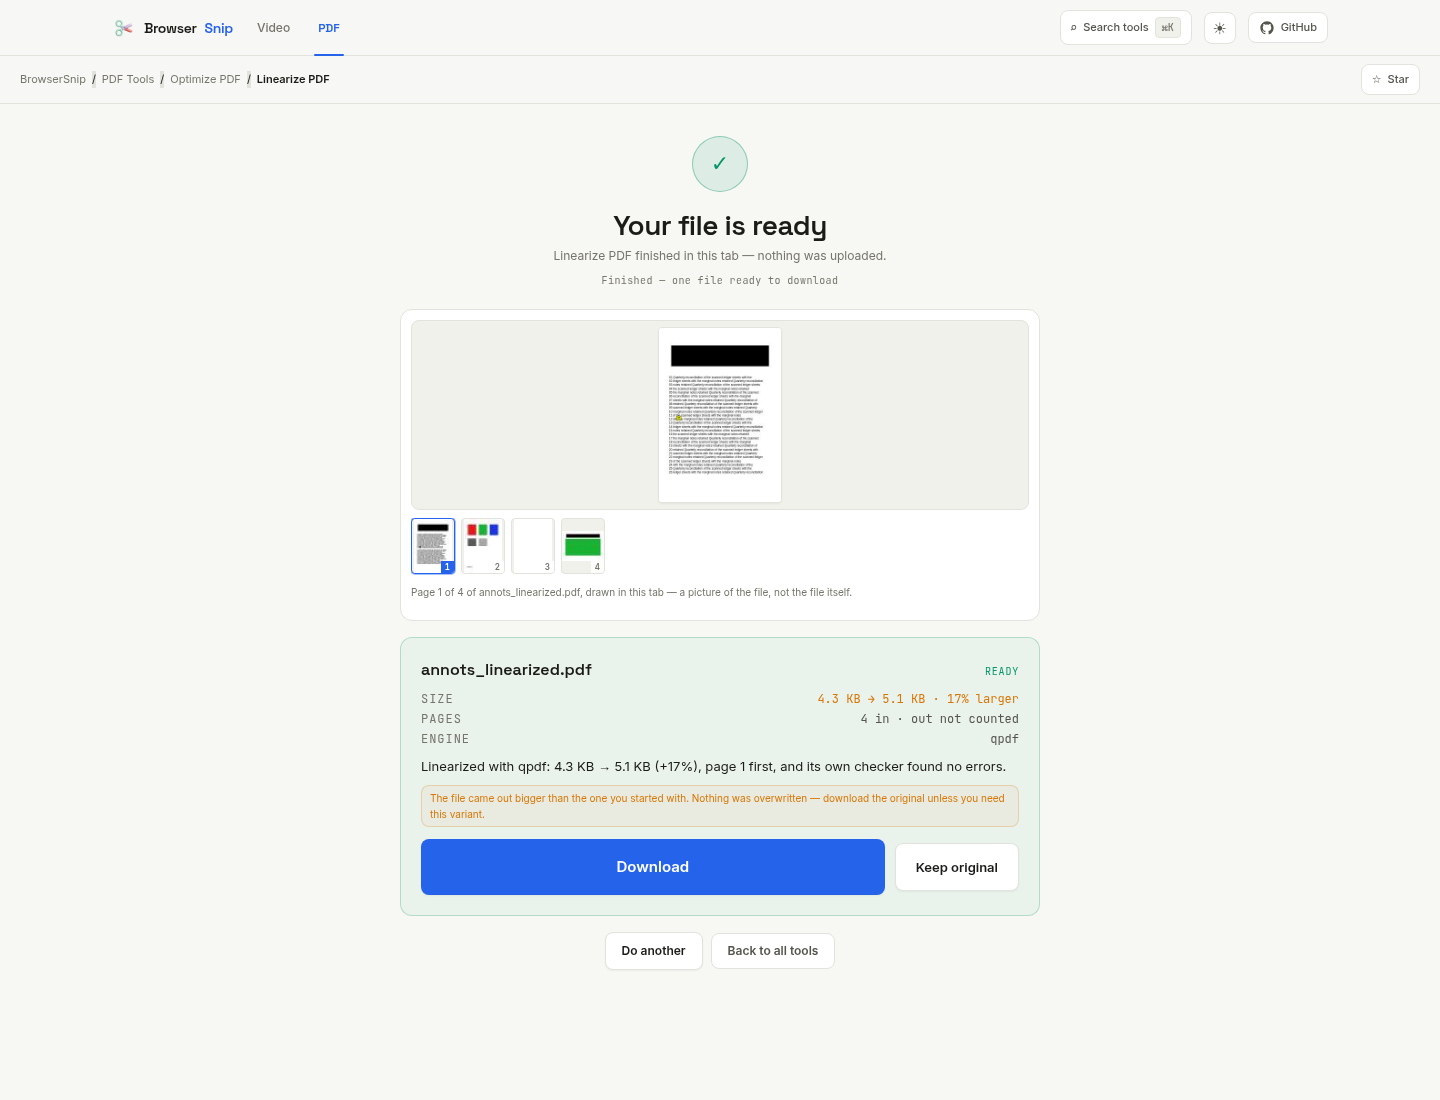 Browser Snip Video PDF Search tools ⌘K GitHub
BrowserSnip / PDF Tools / Optimize PDF / Linearize PDF ☆ Star
✓
Your file is ready
Linearize PDF finished in this tab — nothing was uploaded.
Finished — one file ready to download
1 2 3 4
Page 1 of 4 of annots_linearized.pdf, drawn in this tab — a picture of the file, not the file itself.
annots_linearized.pdf READY
SIZE 4.3 KB → 5.1 KB · 17% larger
PAGES 4 in · out not counted
ENGINE qpdf
Linearized with qpdf: 4.3 KB → 5.1 KB (+17%), page 1 first, and its own checker found no errors.
The file came out bigger than the one you started with. Nothing was overwritten — download the original unless you need
this variant.
Download Keep original
Do another Back to all tools